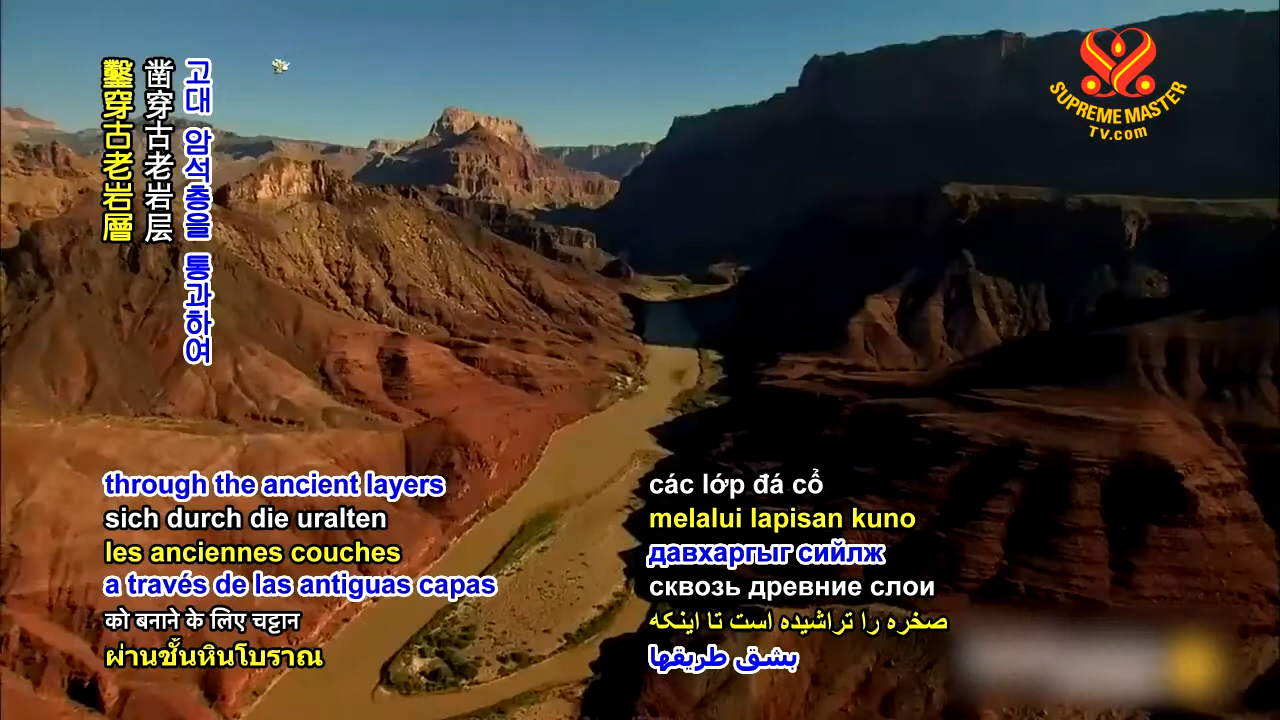 鑿穿古老岩層
凿穿古老岩层
고대 암석층을 통과하여
SUPREME MASTER
TV.com
through the ancient layers
sich durch die uralten
les anciennes couches
a través de las antiguas capas
को बनाने के लिए चट्टान
ผ่านชั้นหินโบราณ
các lớp đá cổ
melalui lapisan kuno
давхаргыг сийлж
сквозь древние слои
صخره را تراشیده است تا اینکه
بشق طريقها